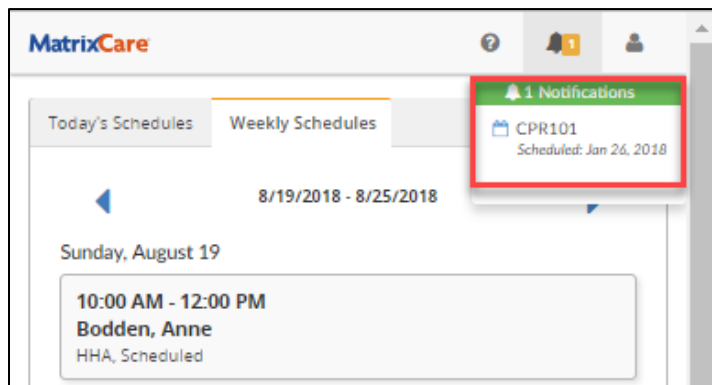 MatrixCare
1
1 Notifications
CPR101
Scheduled: Jan 26, 2018
Today's Schedules
Weekly Schedules
8/19/2018 - 8/25/2018
Sunday, August 19
10:00 AM - 12:00 PM
Bodden, Anne
HHA, Scheduled